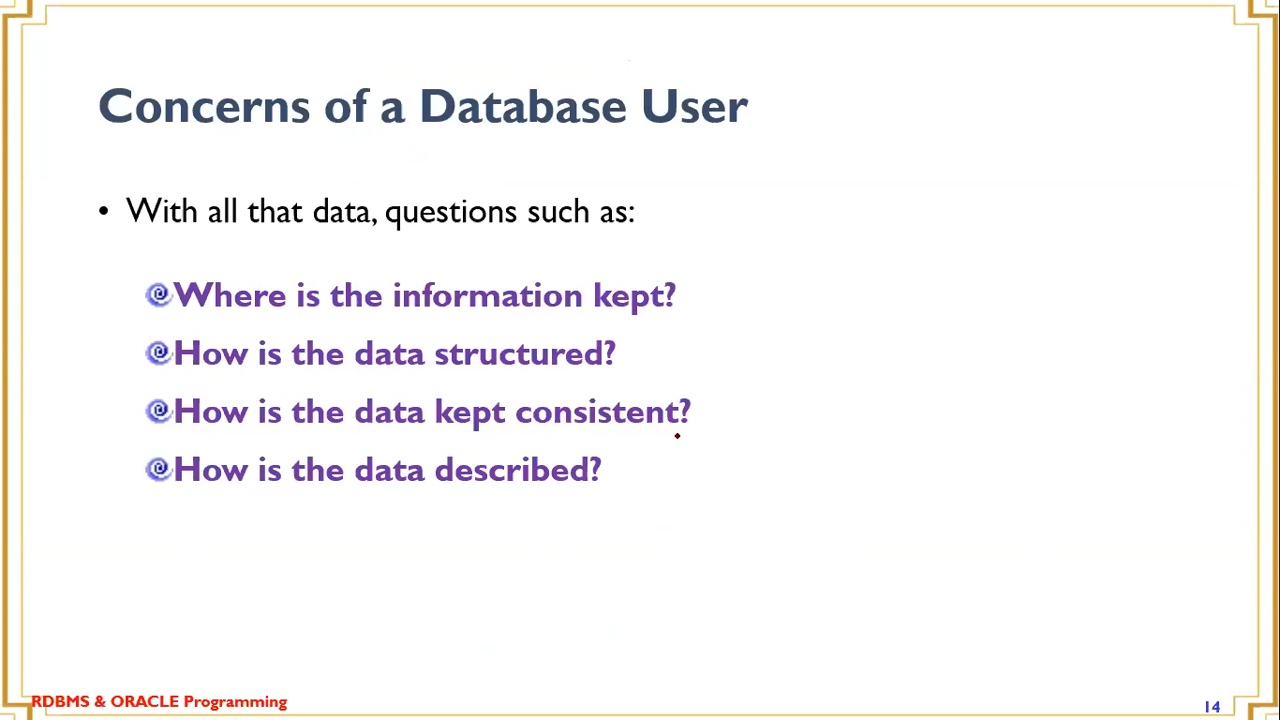 Concerns of a Database User
• With all that data, questions such as:
Where is the information kept?
How is the data structured?
How is the data kept consistent?
How is the data described?
RDBMS & ORACLE Programming
14